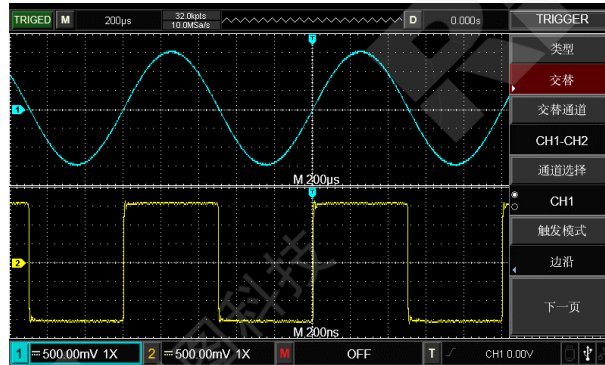 TRIGED M 200μs 32.0kpts D 0.000s TRIGGER
10.0MSa/s
T
类型
交替
1
交替通道
CH1-CH2
M 200μs
通道选择
T
CH1
触发模式
2
边沿
下一页
M 200ns
1 500.00mV 1X 2 500.00mV 1X M OFF T CH1 0.00V